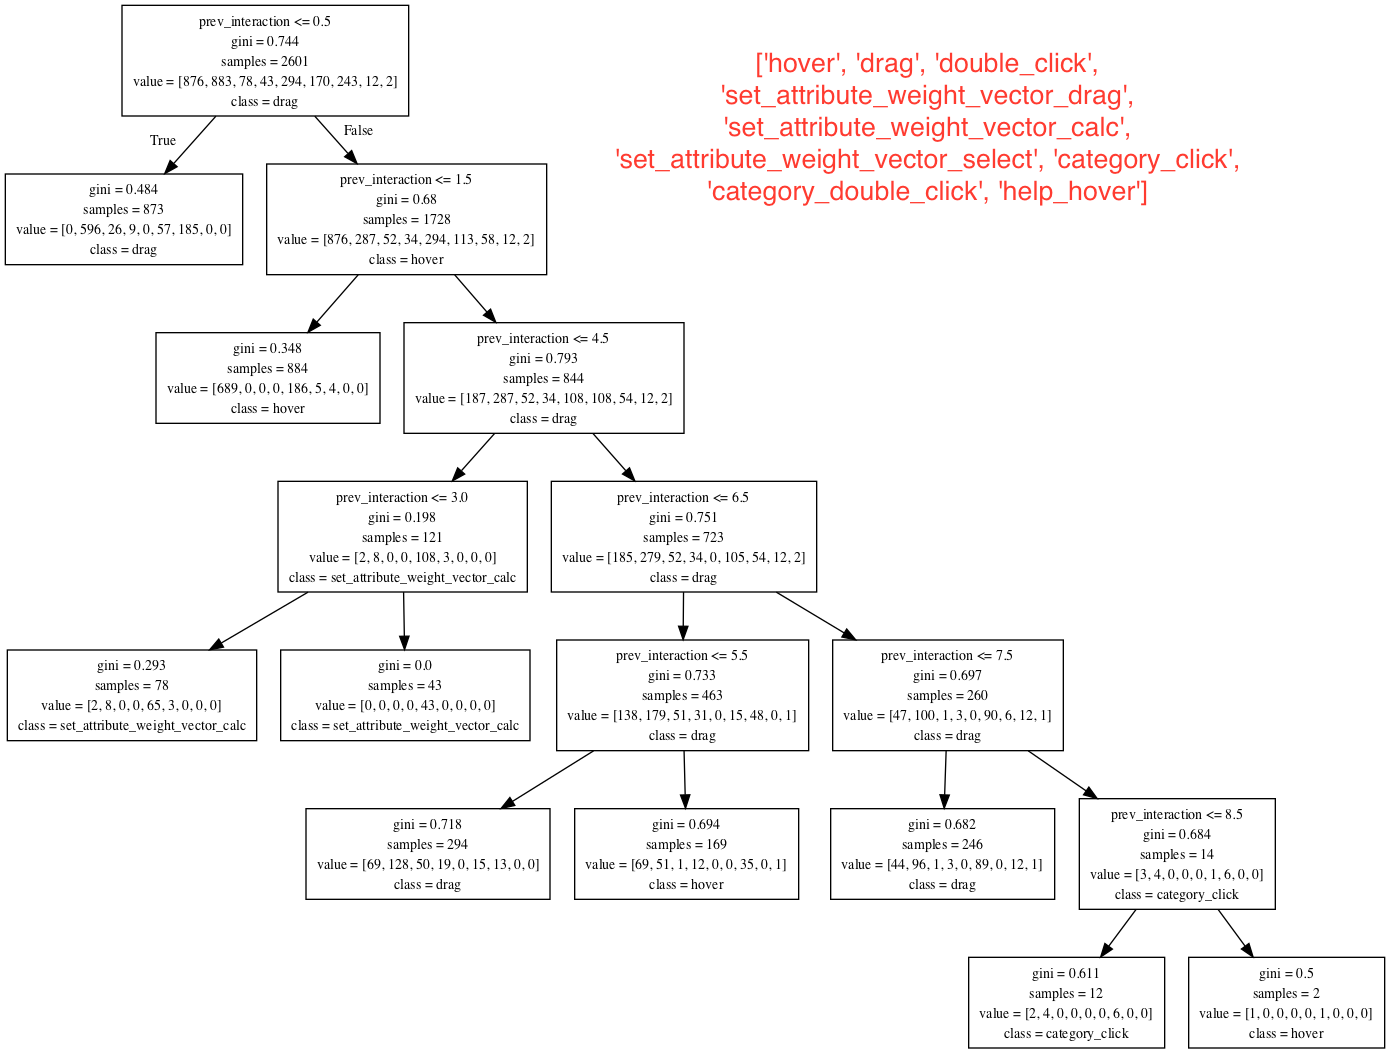 prev_interaction <= 0.5
gini = 0.744
samples = 2601
value = [876, 883, 78, 43, 294, 170, 243, 12, 2]
class = drag
['hover', 'drag', 'double_click',
'set_attribute_weight_vector_drag',
'set_attribute_weight_vector_calc',
'set_attribute_weight_vector_select', 'category_click',
'category_double_click', 'help_hover']
True
False
gini = 0.484
samples = 873
value = [0, 596, 26, 9, 0, 57, 185, 0, 0]
class = drag
prev_interaction <= 1.5
gini = 0.68
samples = 1728
value = [876, 287, 52, 34, 294, 113, 58, 12, 2]
class = hover
gini = 0.348
samples = 884
value = [689, 0, 0, 0, 186, 5, 4, 0, 0]
class = hover
prev_interaction <= 4.5
gini = 0.793
samples = 844
value = [187, 287, 52, 34, 108, 108, 54, 12, 2]
class = drag
prev_interaction <= 3.0
gini = 0.198
samples = 121
value = [2, 8, 0, 0, 108, 3, 0, 0, 0]
class = set_attribute_weight_vector_calc
prev_interaction <= 6.5
gini = 0.751
samples = 723
value = [185, 279, 52, 34, 0, 105, 54, 12, 2]
class = drag
gini = 0.293
samples = 78
value = [2, 8, 0, 0, 65, 3, 0, 0, 0]
class = set_attribute_weight_vector_calc
gini = 0.0
samples = 43
value = [0, 0, 0, 0, 43, 0, 0, 0, 0]
class = set_attribute_weight_vector_calc
prev_interaction <= 5.5
gini = 0.733
samples = 463
value = [138, 179, 51, 31, 0, 15, 48, 0, 1]
class = drag
prev_interaction <= 7.5
gini = 0.697
samples = 260
value = [47, 100, 1, 3, 0, 90, 6, 12, 1]
class = drag
gini = 0.718
samples = 294
value = [69, 128, 50, 19, 0, 15, 13, 0, 0]
class = drag
gini = 0.694
samples = 169
value = [69, 51, 1, 12, 0, 0, 35, 0, 1]
class = hover
gini = 0.682
samples = 246
value = [44, 96, 1, 3, 0, 89, 0, 12, 1]
class = drag
prev_interaction <= 8.5
gini = 0.684
samples = 14
value = [3, 4, 0, 0, 0, 1, 6, 0, 0]
class = category_click
gini = 0.611
samples = 12
value = [2, 4, 0, 0, 0, 0, 6, 0, 0]
class = category_click
gini = 0.5
samples = 2
value = [1, 0, 0, 0, 0, 1, 0, 0, 0]
class = hover